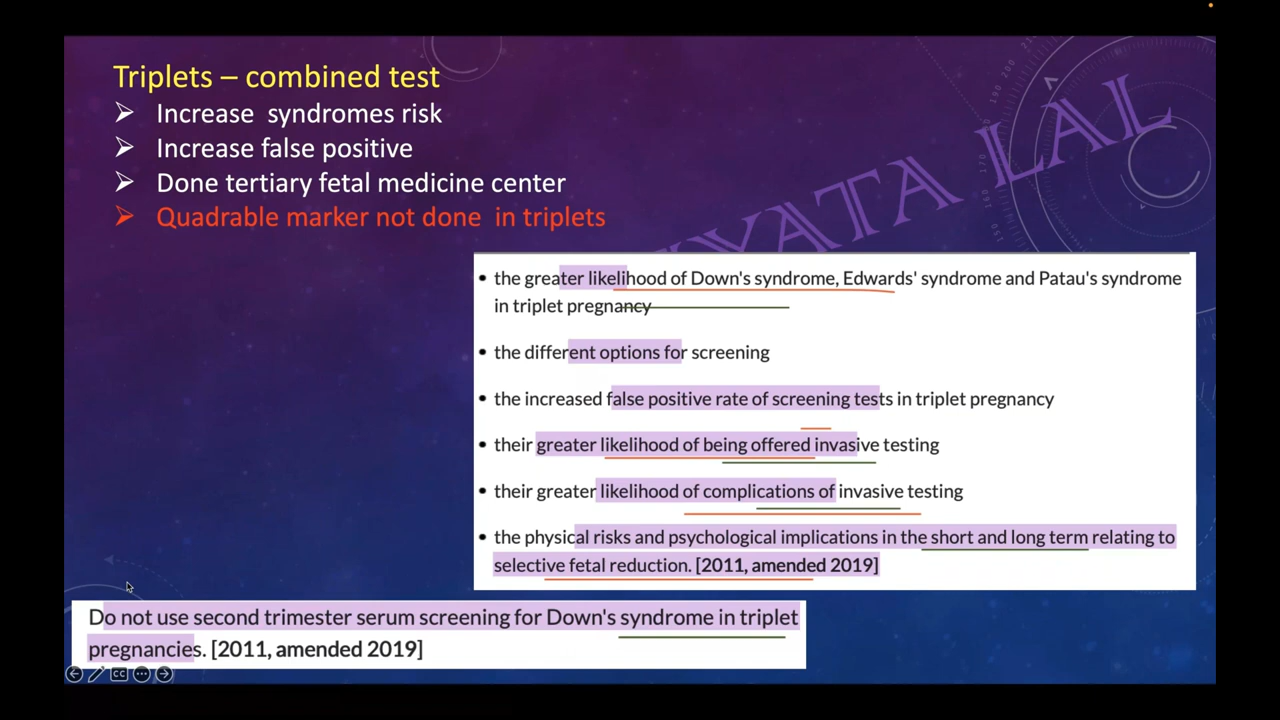 Triplets – combined test
➢ Increase syndromes risk
➢ Increase false positive
➢ Done tertiary fetal medicine center
➢ Quadrable marker not done in triplets
YATA LAL
• the greater likelihood of Down's syndrome, Edwards' syndrome and Patau's syndrome
in triplet pregnancy
• the different options for screening
• the increased false positive rate of screening tests in triplet pregnancy
• their greater likelihood of being offered invasive testing
• their greater likelihood of complications of invasive testing
• the physical risks and psychological implications in the short and long term relating to
selective fetal reduction. [2011, amended 2019]
Do not use second trimester serum screening for Down's syndrome in triplet
pregnancies. [2011, amended 2019]
CC